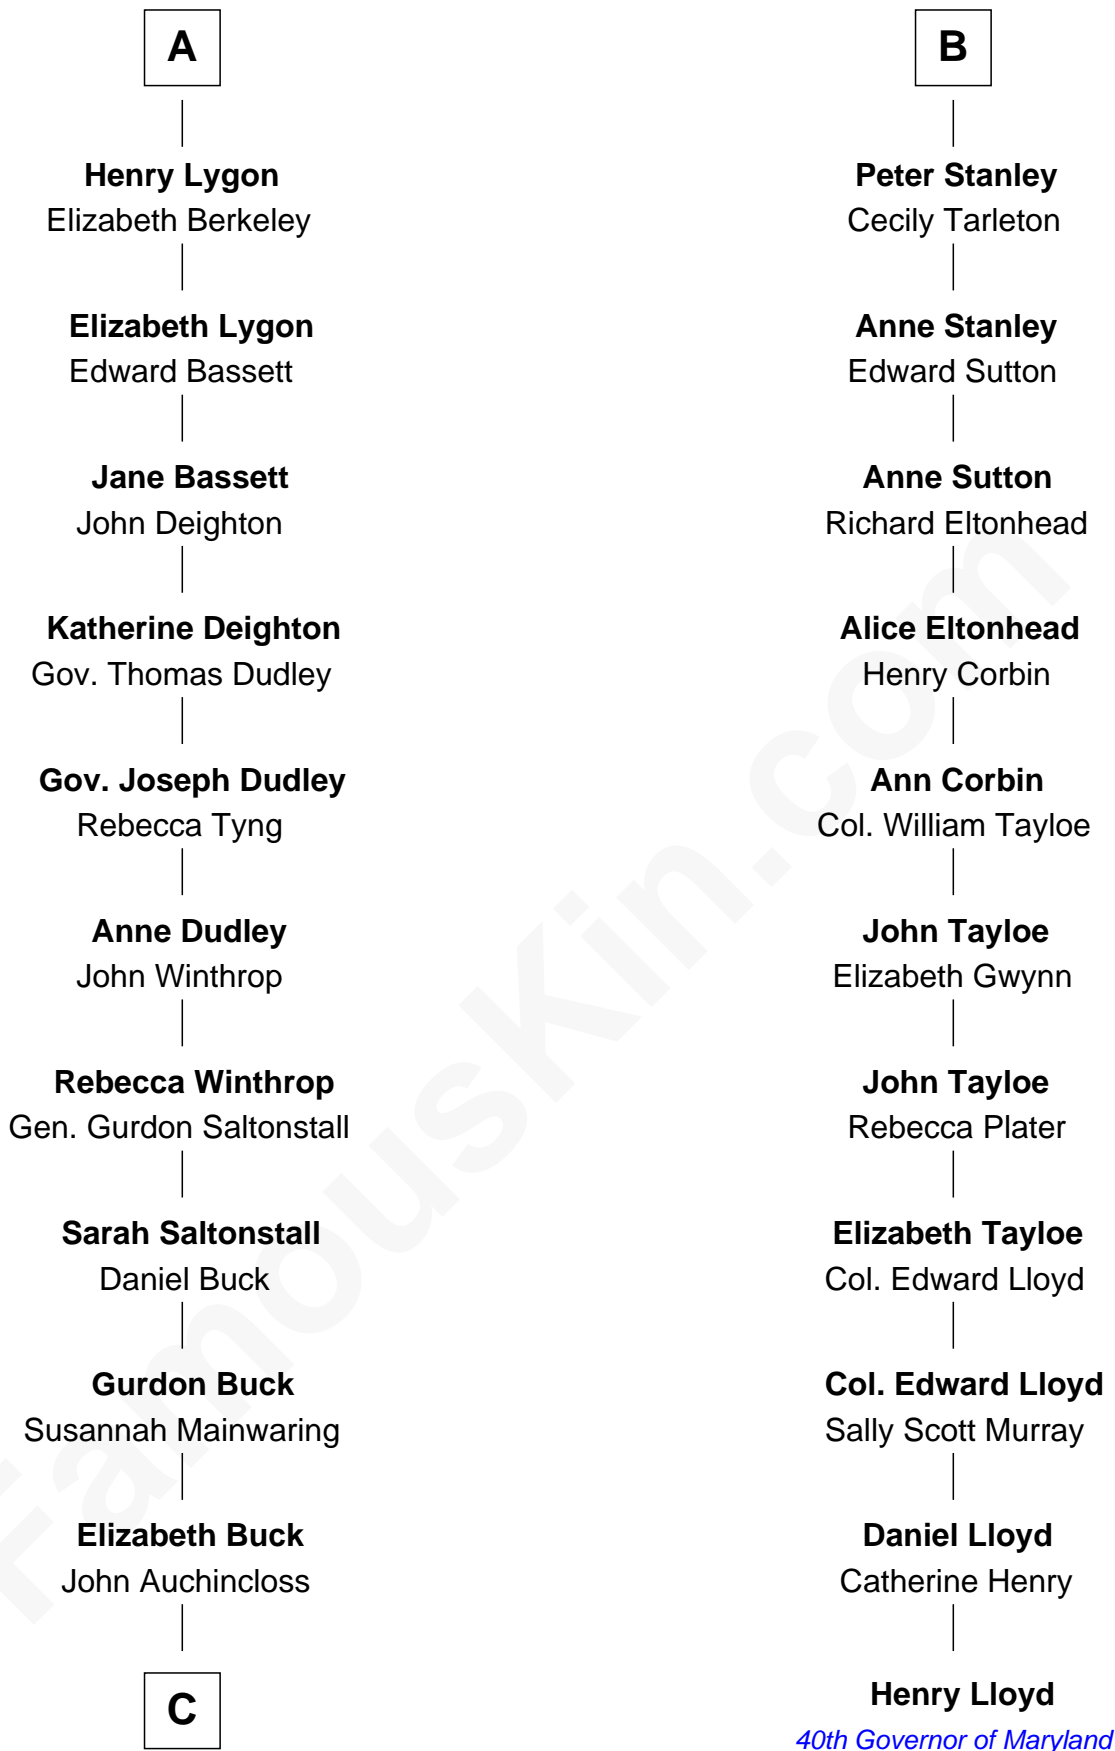 A
Henry Lygon
Elizabeth Berkeley
Elizabeth Lygon
Edward Bassett
Jane Bassett
John Deighton
Katherine Deighton
Gov. Thomas Dudley
Gov. Joseph Dudley
Rebecca Tyng
Anne Dudley
John Winthrop
Rebecca Winthrop
Gen. Gurdon Saltonstall
Sarah Saltonstall
Daniel Buck
Gurdon Buck
Susannah Mainwaring
Elizabeth Buck
John Auchincloss
C
B
Peter Stanley
Cecily Tarleton
Anne Stanley
Edward Sutton
Anne Sutton
Richard Eltonhead
Alice Eltonhead
Henry Corbin
Ann Corbin
Col. William Tayloe
John Tayloe
Elizabeth Gwynn
John Tayloe
Rebecca Plater
Elizabeth Tayloe
Col. Edward Lloyd
Col. Edward Lloyd
Sally Scott Murray
Daniel Lloyd
Catherine Henry
Henry Lloyd
40th Governor of Maryland
FamousKin.com